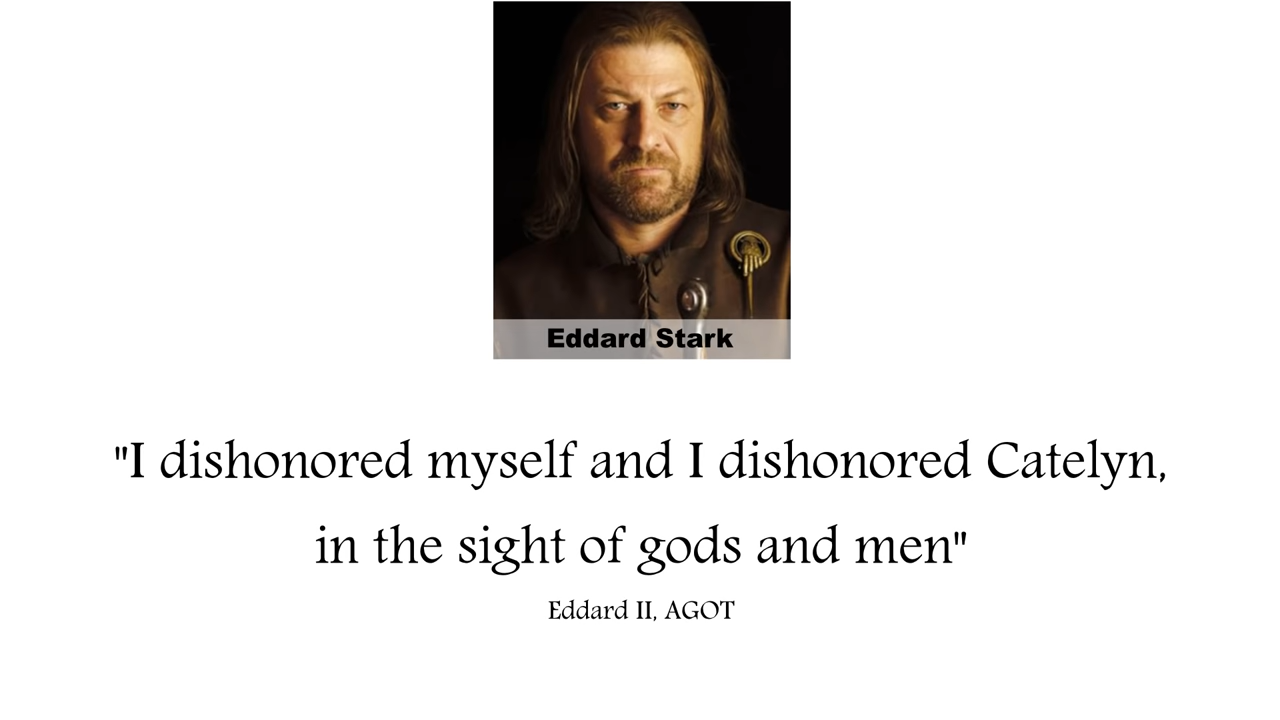 Eddard Stark
"I dishonored myself and I dishonored Catelyn,
in the sight of gods and men"
Eddard II, AGOT